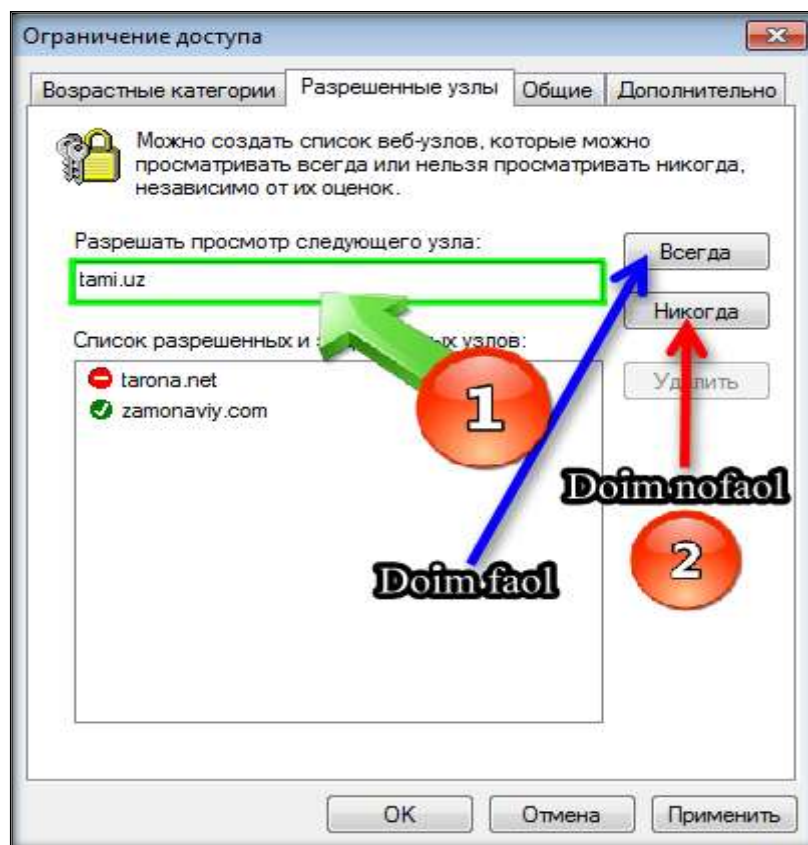 Ограничение доступа
Возрастные категории Разрешенные узлы Общие Дополнительно
Можно создать список веб-узлов, которые можно
просматривать всегда или нельзя просматривать никогда,
независимо от их оценок.
Разрешать просмотр следующего узла:
Всегда
tami.uz
Никогда
Список разрешенных и узлов:
tarona.net
Удалить
zamonaviy.com
1
Doim nofaol
2
Doim faol
OK Отмена Применить